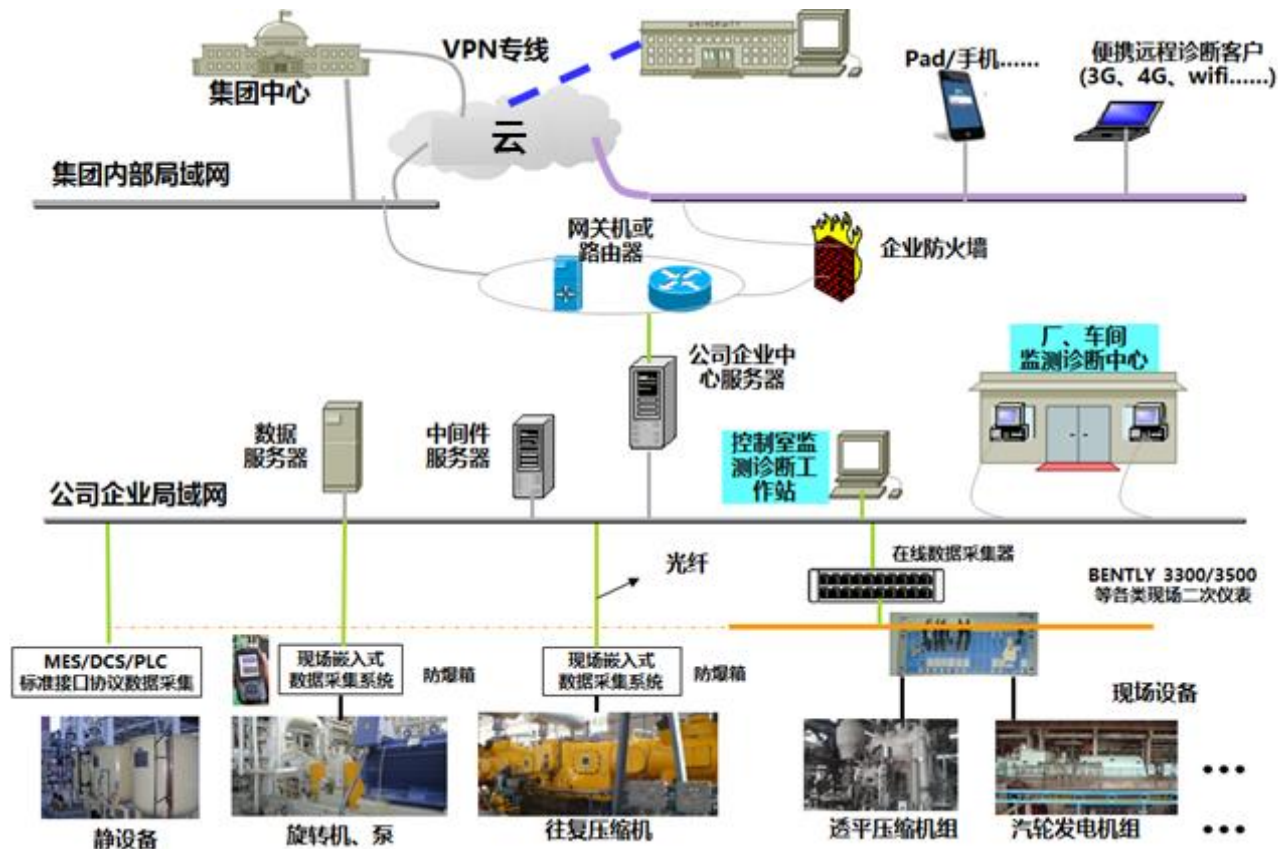 VPN专线
UNIVERSITY
集团中心
云
Pad/手机......
便携远程诊断客户
(3G、4G、wifi......)
集团内部局域网
网关机或
路由器
企业防火墙
公司企业中
心服务器
厂、车间
监测诊断中心
数据
服务器
中间件
服务器
控制室监
测诊断工
作站
公司企业局域网
光纤
在线数据采集器
BENTLY 3300/3500
等各类现场二次仪表
MES/DCS/PLC
标准接口协议数据采集
现场嵌入式
数据采集系统
防爆箱
现场嵌入式
数据采集系统
防爆箱
现场设备
静设备
旋转机、泵
往复压缩机
透平压缩机组
汽轮发电机组